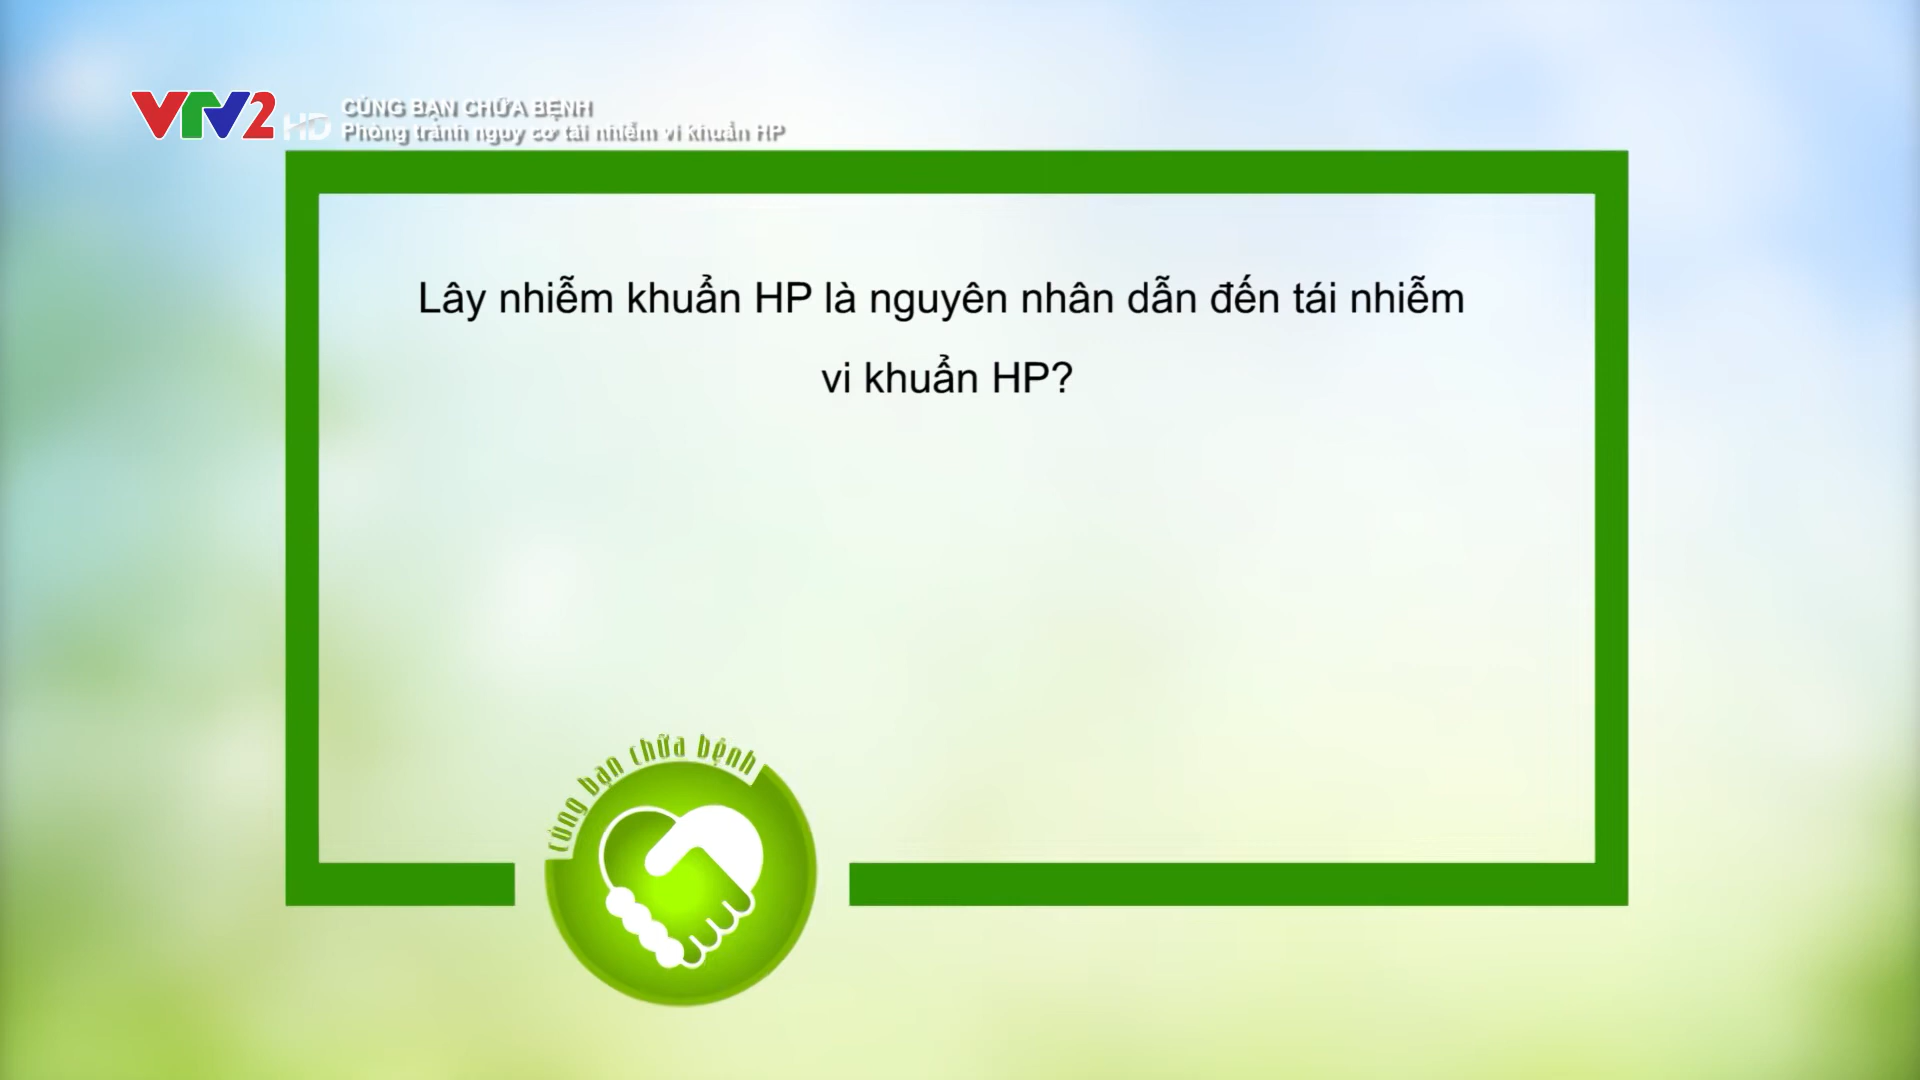 VTV2 HD
CÙNG BẠN CHỮA BỆNH
Phòng tránh nguy cơ tái nhiễm vi khuẩn HP
Lây nhiễm khuẩn HP là nguyên nhân dẫn đến tái nhiễm
vi khuẩn HP?
cùng bạn chữa bệnh